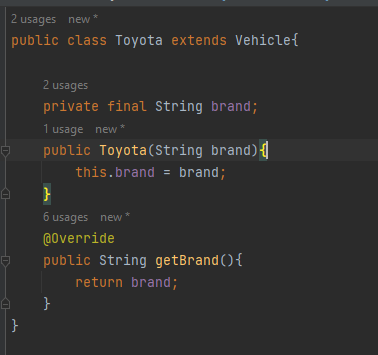 2 usages   new *
public class Toyota extends Vehicle{
2 usages
private final String brand;
1 usage   new *
public Toyota(String brand){
this.brand = brand;
}
6 usages   new *
@Override
public String getBrand(){
return brand;
}
}